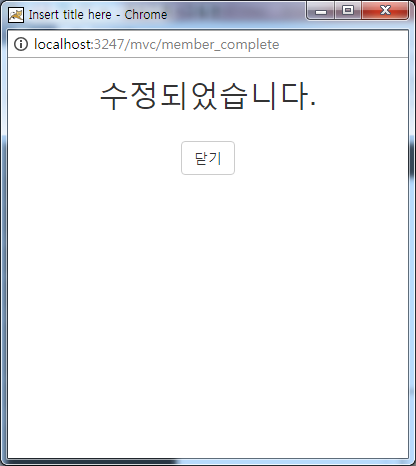 Insert title here - Chrome
localhost:3247/mvc/member_complete
수정되었습니다.
닫기